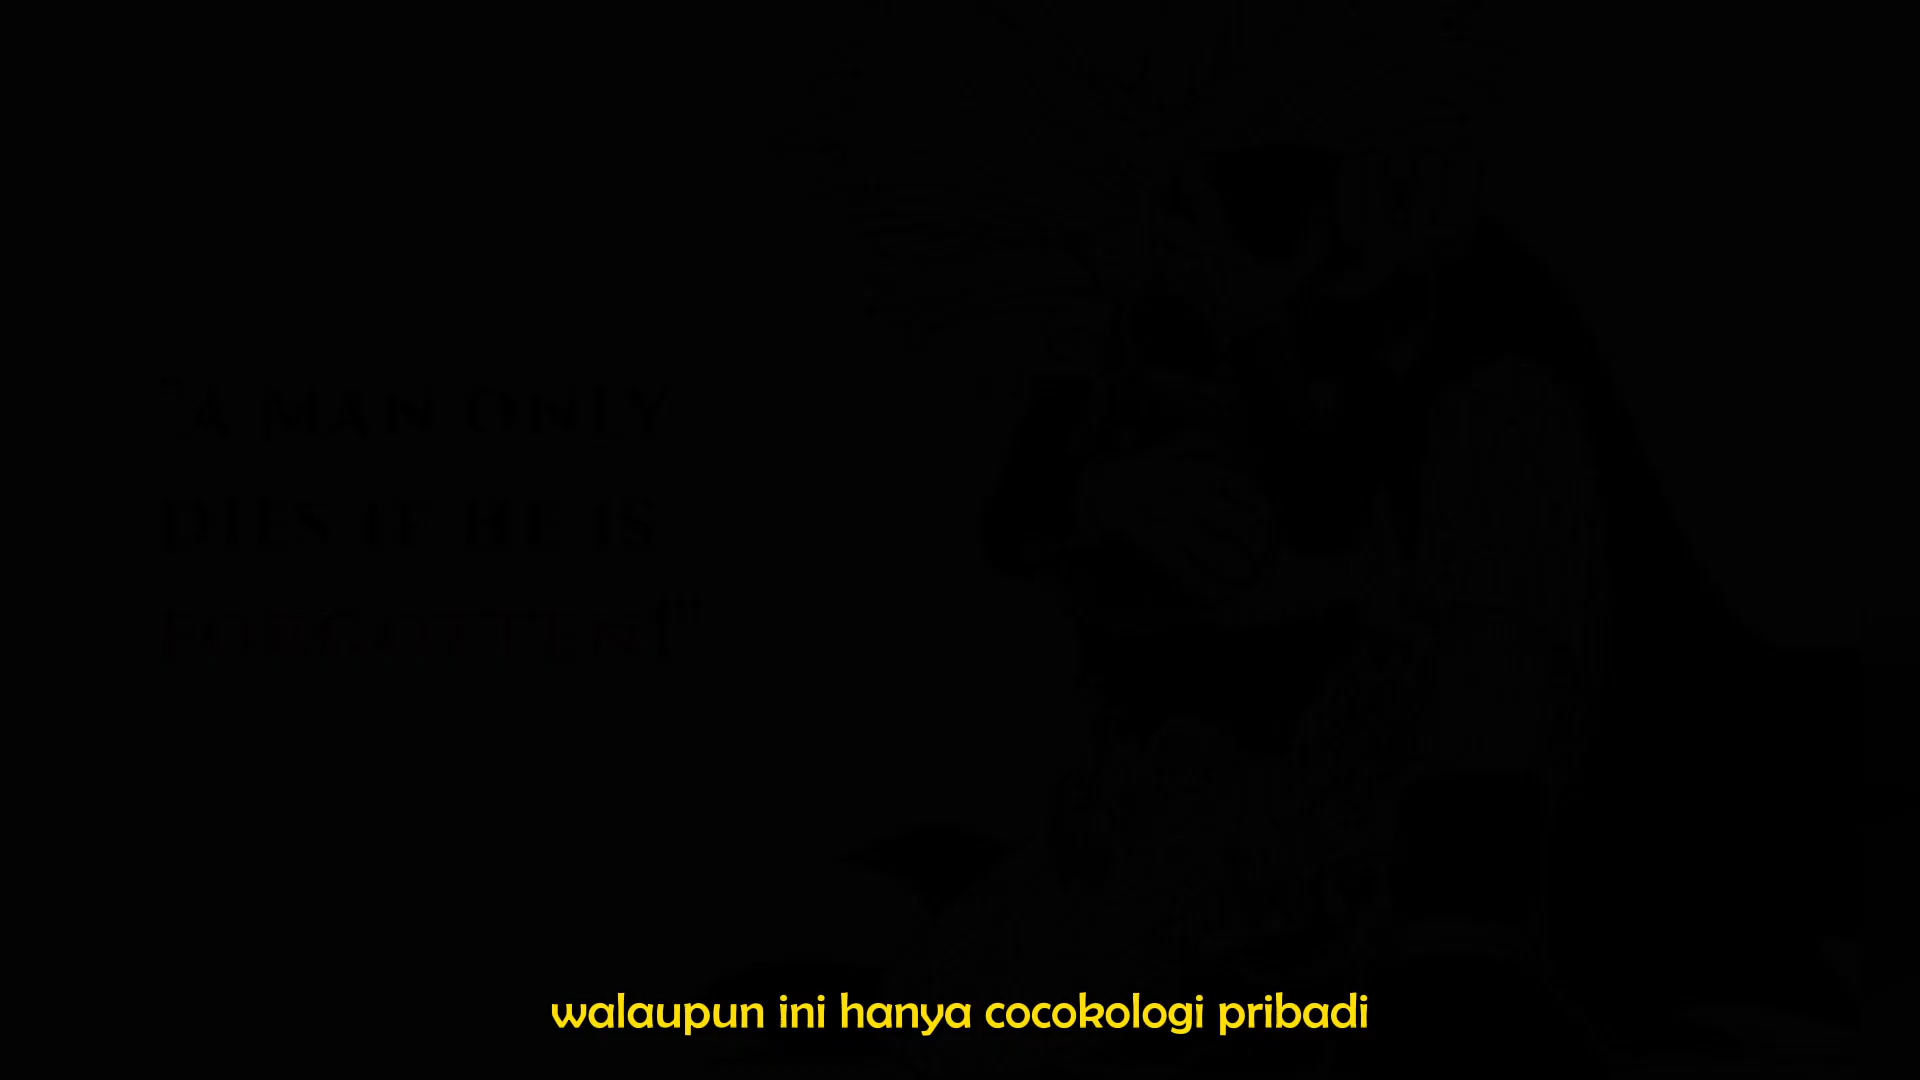 "A MAN ONLY
DIES IF HE IS
FORGOTTEN!"
walaupun ini hanya cocokologi pribadi